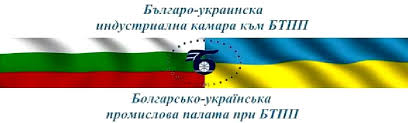 Българо-украинска
индустриална камара към БТПП
Болгарсько-українська
промислова палата при БТПП